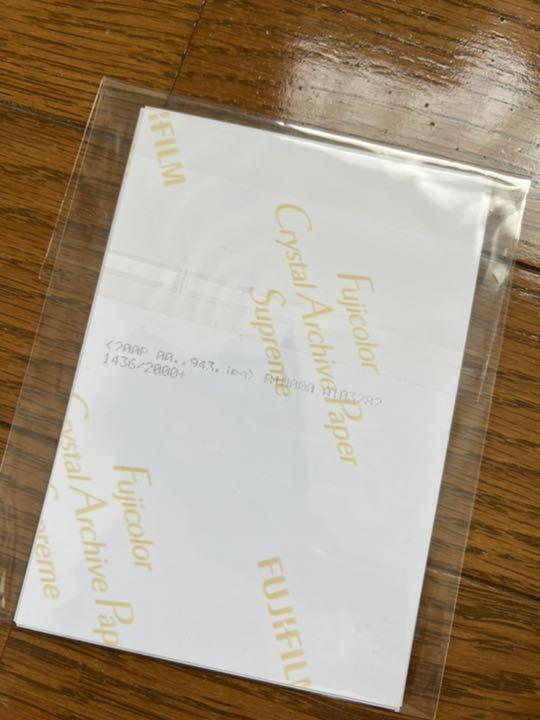 FUJIFILM
Fujicolor
Crystal Archive Paper
Supreme
1436/2000+
Fujicolor
Crystal Archive Pap
Supreme
FUJIFILM